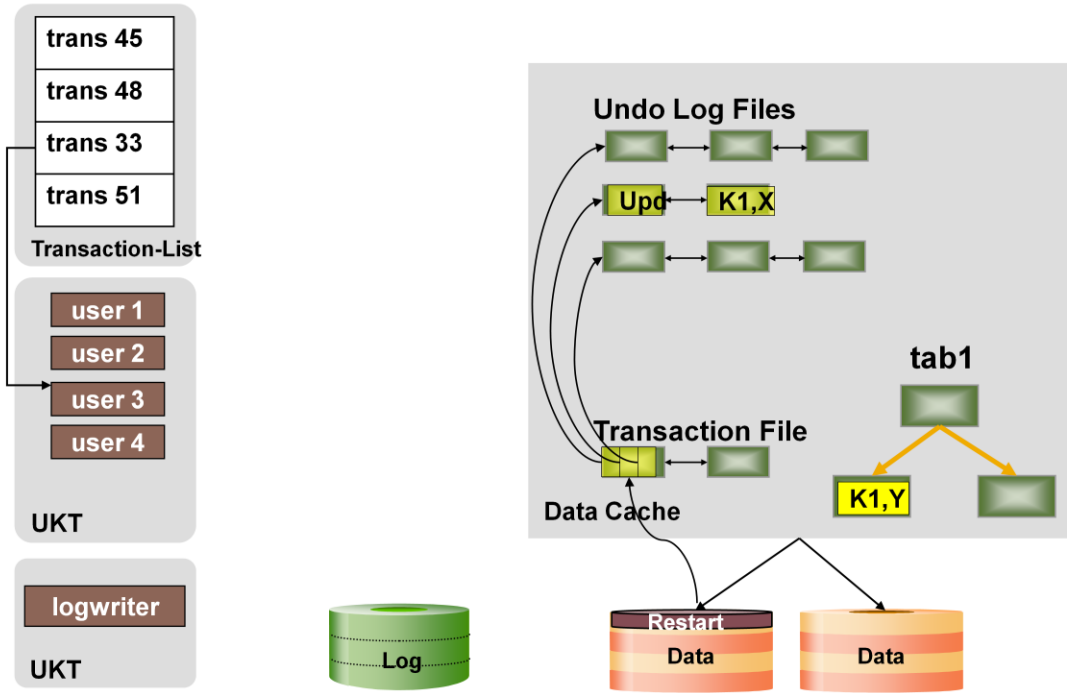 trans 45
trans 48
trans 33
trans 51
Transaction-List
user 1
user 2
user 3
user 4
UKT
logwriter
UKT
Log
Undo Log Files
Upd
K1,X
tab1
Transaction File
K1,Y
Data Cache
Restart
Data
Data